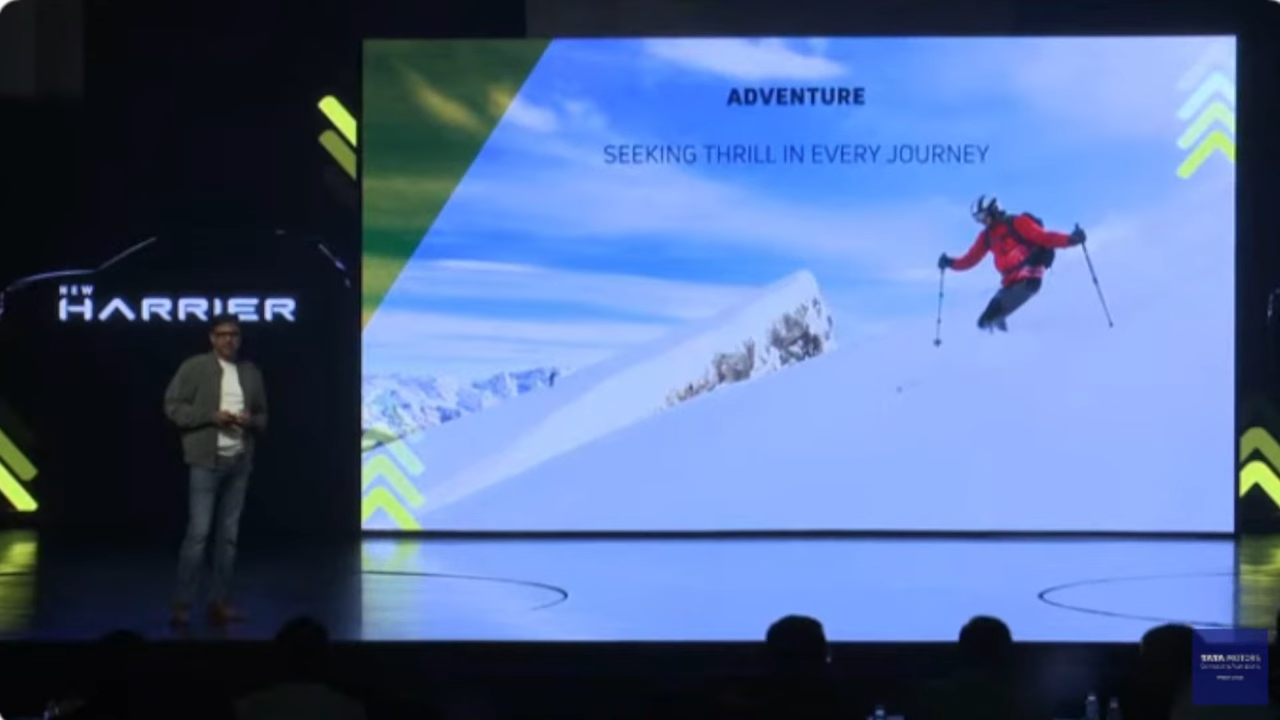 ADVENTURE
SEEKING THRILL IN EVERY JOURNEY
NEW
HARRIER
TATA MOTORS